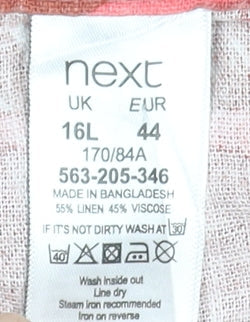 next
UK EUR
16L 44
170/84A
563-205-346
MADE IN BANGLADESH
55% LINEN 45% VISCOSE
IF IT'S NOT DIRTY WASH AT 30
40
Wash inside out
Line dry
Steam iron recommended
Iron on reverse